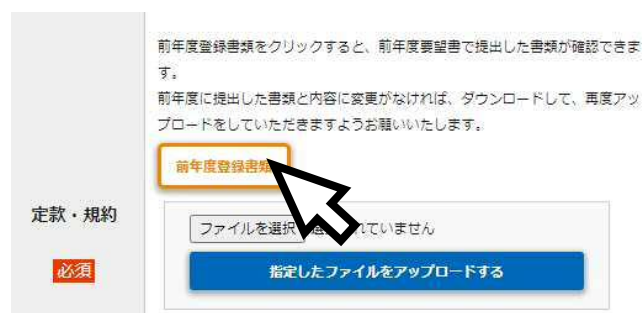 前年度登録書類をクリックすると、前年度要望書で提出した書類が確認できま
す。
前年度に提出した書類と内容に変更がなければ、ダウンロードして、再度アッ
プロードをしていただきますようお願いいたします。
前年度登録書類
定款・規約
必須
ファイルを選択 選択されていません
指定したファイルをアップロードする